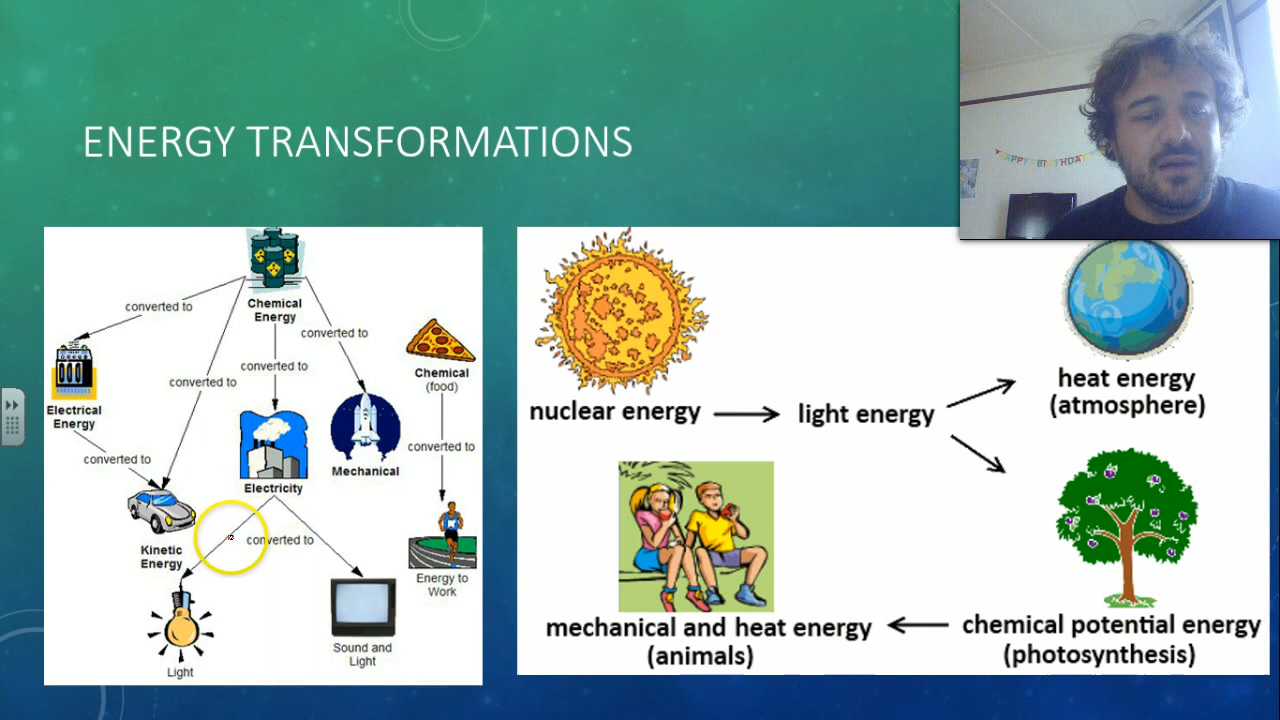 ENERGY TRANSFORMATIONS
HAPPY BIRTHDAY
Chemical
Energy
converted to
converted to
converted to
converted to
Chemical
(food)
Electrical
Energy
converted to
converted to
Mechanical
Electricity
Kinetic
Energy
converted to
Energy to
Work
Sound and
Light
Light
nuclear energy
light energy
heat energy
(atmosphere)
mechanical and heat energy
(animals)
chemical potential energy
(photosynthesis)